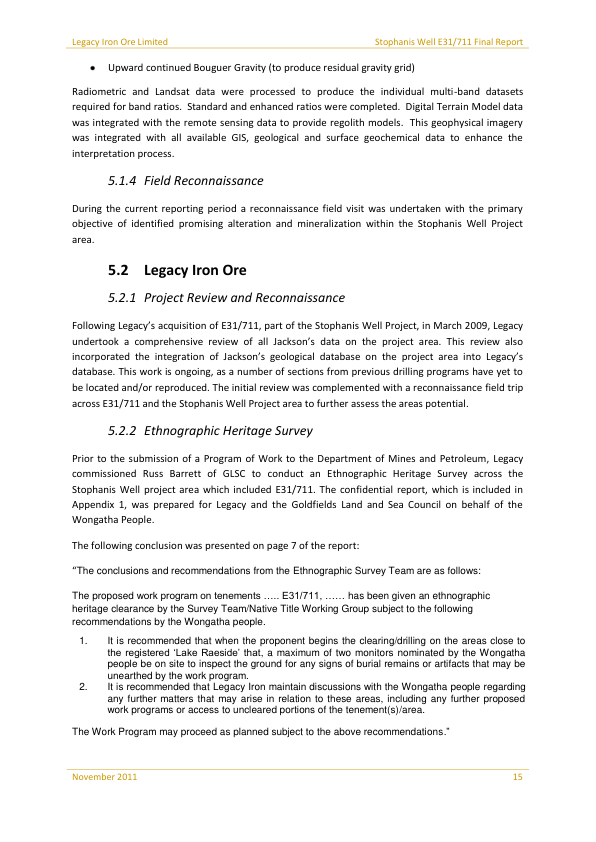 Legacy Iron Ore Limited Stophanis Well E31/711 Final Report
• Upward continued Bouguer Gravity (to produce residual gravity grid)
Radiometric and Landsat data were processed to produce the individual multi-band datasets
required for band ratios. Standard and enhanced ratios were completed. Digital Terrain Model data
was integrated with the remote sensing data to provide regolith models. This geophysical imagery
was integrated with all available GIS, geological and surface geochemical data to enhance the
interpretation process.
5.1.4 Field Reconnaissance
During the current reporting period a reconnaissance field visit was undertaken with the primary
objective of identified promising alteration and mineralization within the Stophanis Well Project
area.
5.2 Legacy Iron Ore
5.2.1 Project Review and Reconnaissance
Following Legacy's acquisition of E31/711, part of the Stophanis Well Project, in March 2009, Legacy
undertook a comprehensive review of all Jackson's data on the project area. This review also
incorporated the integration of Jackson's geological database on the project area into Legacy's
database. This work is ongoing, as a number of sections from previous drilling programs have yet to
be located and/or reproduced. The initial review was complemented with a reconnaissance field trip
across E31/711 and the Stophanis Well Project area to further assess the areas potential.
5.2.2 Ethnographic Heritage Survey
Prior to the submission of a Program of Work to the Department of Mines and Petroleum, Legacy
commissioned Russ Barrett of GLSC to conduct an Ethnographic Heritage Survey across the
Stophanis Well project area which included E31/711. The confidential report, which is included in
Appendix 1, was prepared for Legacy and the Goldfields Land and Sea Council on behalf of the
Wongatha People.
The following conclusion was presented on page 7 of the report:
"The conclusions and recommendations from the Ethnographic Survey Team are as follows:
The proposed work program on tenements ….. E31/711, …… has been given an ethnographic
heritage clearance by the Survey Team/Native Title Working Group subject to the following
recommendations by the Wongatha people.
1. It is recommended that when the proponent begins the clearing/drilling on the areas close to
the registered 'Lake Raeside' that, a maximum of two monitors nominated by the Wongatha
people be on site to inspect the ground for any signs of burial remains or artifacts that may be
unearthed by the work program.
2. It is recommended that Legacy Iron maintain discussions with the Wongatha people regarding
any further matters that may arise in relation to these areas, including any further proposed
work programs or access to uncleared portions of the tenement(s)/area.
The Work Program may proceed as planned subject to the above recommendations."
November 2011 15